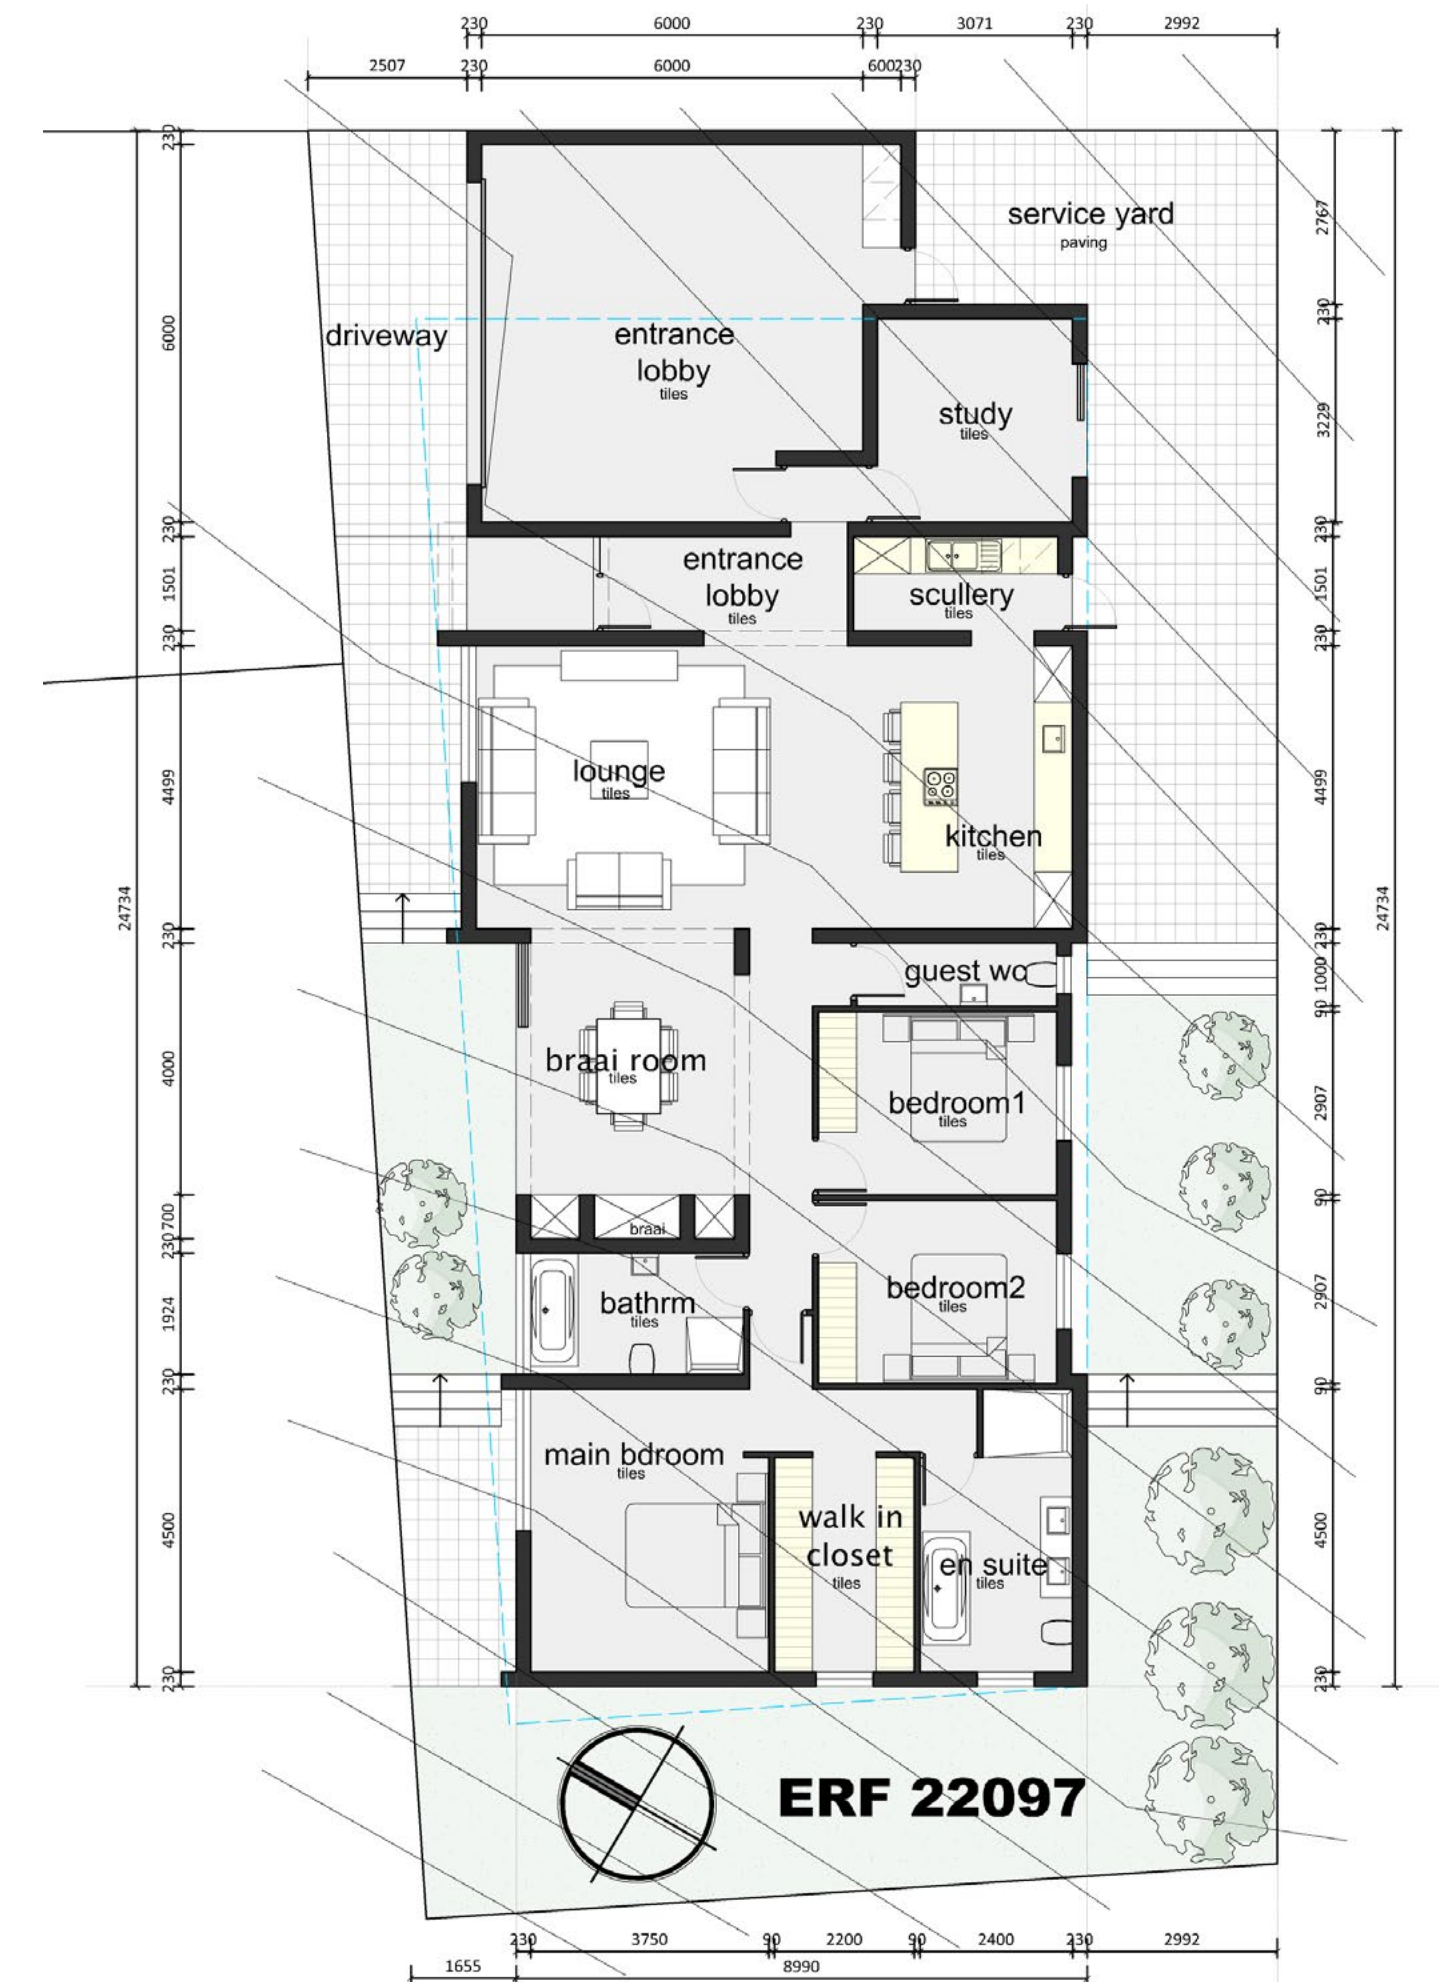 230 6000 230 3071 230 2992
2507 230 6000 600 230
230
6000
230
1501
230
4499
230
4000
700
230
1924
230
4500
230
24734
service yard
paving
driveway
entrance
lobby
tiles
study
tiles
entrance
lobby
tiles
scullery
tiles
lounge
tiles
kitchen
tiles
guest wc
braai room
tiles
bedroom1
tiles
braai
bedroom2
tiles
bathrm
tiles
main bdroom
tiles
walk in
closet
tiles
en suite
tiles
ERF 22097
2767
230
3229
230
1501
230
4499
230
1000
90
2907
90
2907
90
4500
230
24734
230 3750 90 2200 90 2400 230 2992
1655 8990